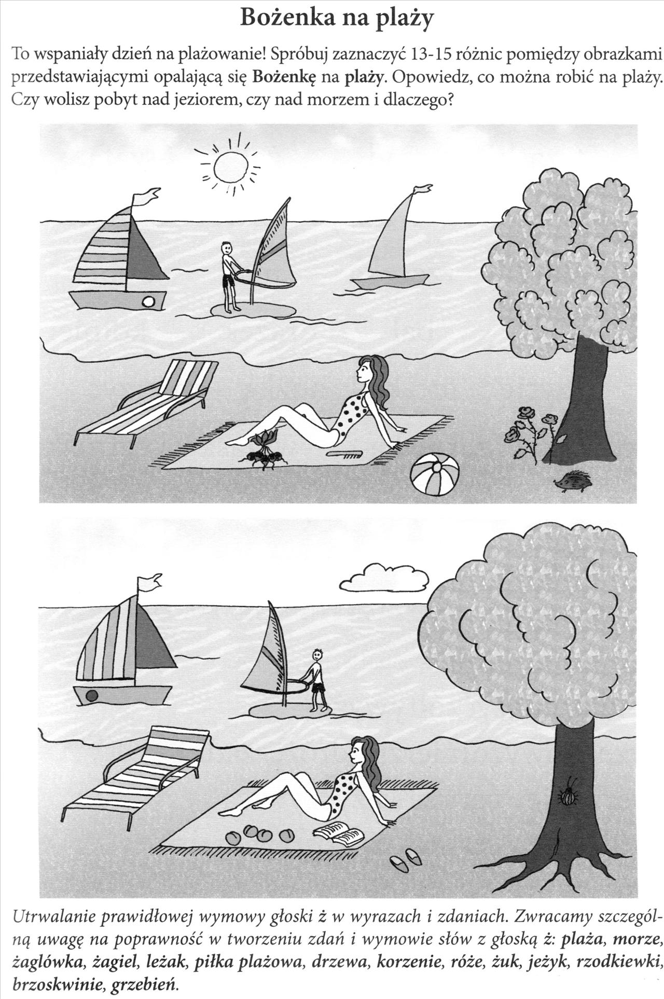 Bożenka na plaży
To wspaniały dzień na plażowanie! Spróbuj zaznaczyć 13-15 różnic pomiędzy obrazkami
przedstawiającymi opalającą się Bożenkę na plaży. Opowiedz, co można robić na plaży.
Czy wolisz pobyt nad jeziorem, czy nad morzem i dlaczego?
Utrwalanie prawidłowej wymowy głoski ż w wyrazach i zdaniach. Zwracamy szczegól-
ną uwagę na poprawność w tworzeniu zdań i wymowie słów z głoską ż: plaża, morze,
żaglówka, żagiel, leżak, piłka plażowa, drzewa, korzenie, róże, żuk, jeżyk, rzodkiewki,
brzoskwinie, grzebień.